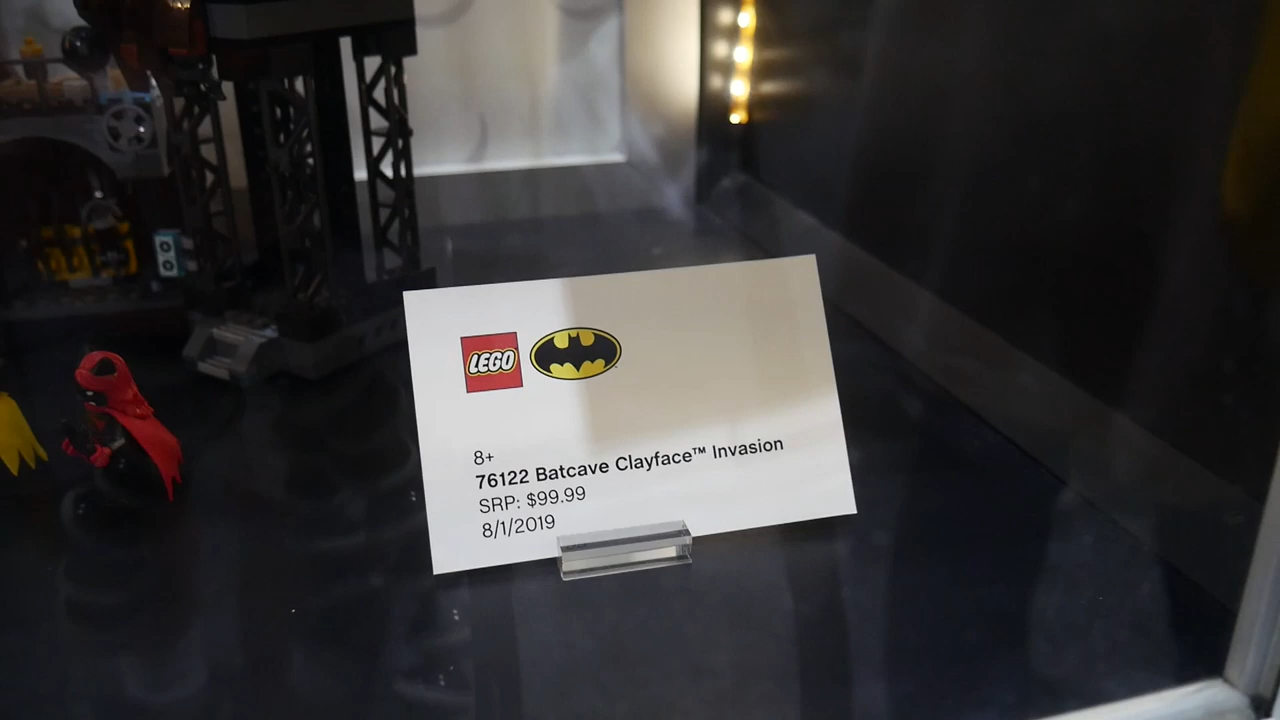 LEGO
8+
76122 Batcave Clayface™ Invasion
SRP: $99.99
8/1/2019